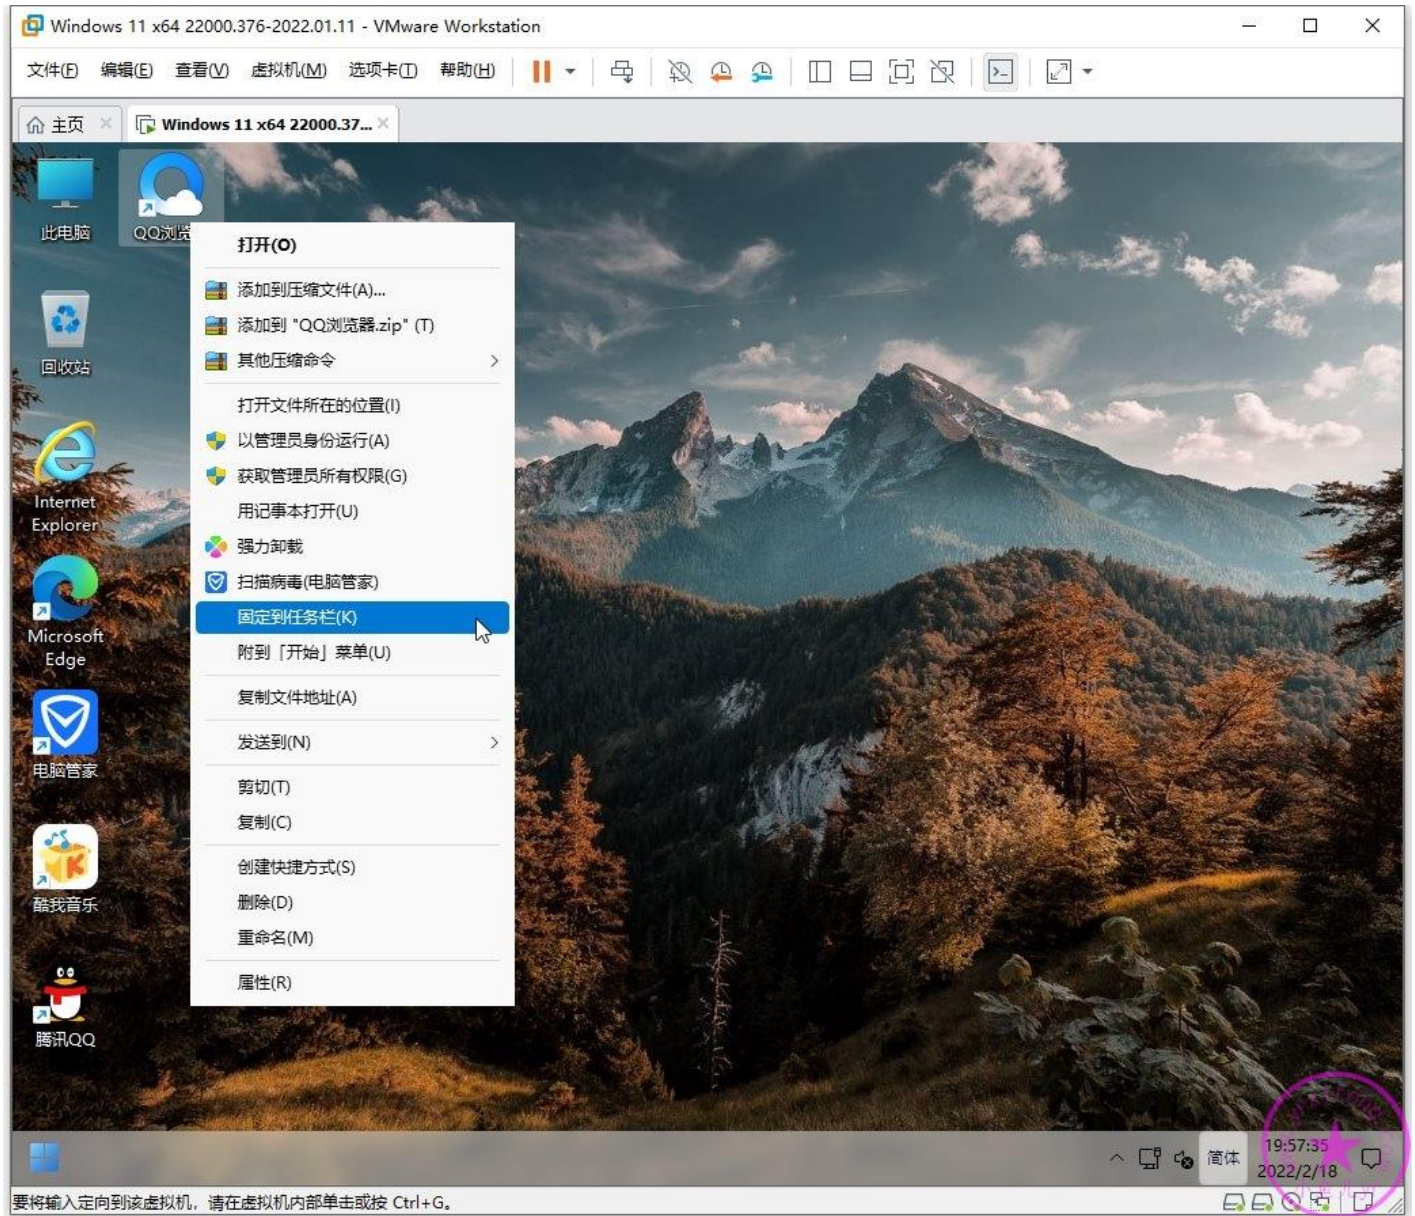 Windows 11 x64 22000.376-2022.01.11 - VMware Workstation
文件(F) 编辑(E) 查看(V) 虚拟机(M) 选项卡(T) 帮助(H)
主页
Windows 11 x64 22000.37...
此电脑
QQ浏览
回收站
Internet
Explorer
Microsoft
Edge
电脑管家
酷我音乐
腾讯QQ
打开(O)
添加到压缩文件(A)...
添加到 "QQ浏览器.zip" (T)
其他压缩命令
打开文件所在的位置(I)
以管理员身份运行(A)
获取管理员所有权限(G)
用记事本打开(U)
强力卸载
扫描病毒(电脑管家)
固定到任务栏(K)
附到「开始」菜单(U)
复制文件地址(A)
发送到(N)
剪切(T)
复制(C)
创建快捷方式(S)
删除(D)
重命名(M)
属性(R)
简体
19:57:35
2022/2/18
要将输入定向到该虚拟机，请在虚拟机内部单击或按 Ctrl+G。